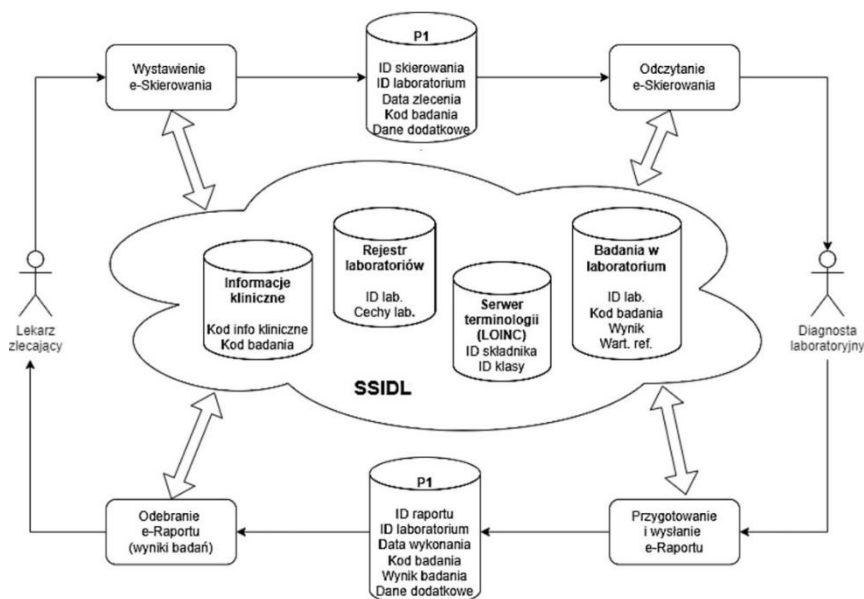 Wystawienie
e-Skierowania
P1
ID skierowania
ID laboratorium
Data zlecenia
Kod badania
Dane dodatkowe
Odczytanie
e-Skierowania
Lekarz
zlecający
Informacje
kliniczne
Kod info kliniczne
Kod badania
Rejestr
laboratoriów
ID lab.
Cechy lab.
Serwer
terminologii
(LOINC)
ID składnika
ID klasy
Badania w
laboratorium
ID lab.
Kod badania
Wynik
Wart. ref.
Diagnosta
laboratoryjny
SSIDL
Odebranie
e-Raportu
(wyniki badań)
P1
ID raportu
ID laboratorium
Data wykonania
Kod badania
Wynik badania
Dane dodatkowe
Przygotowanie
i wysłanie
e-Raportu